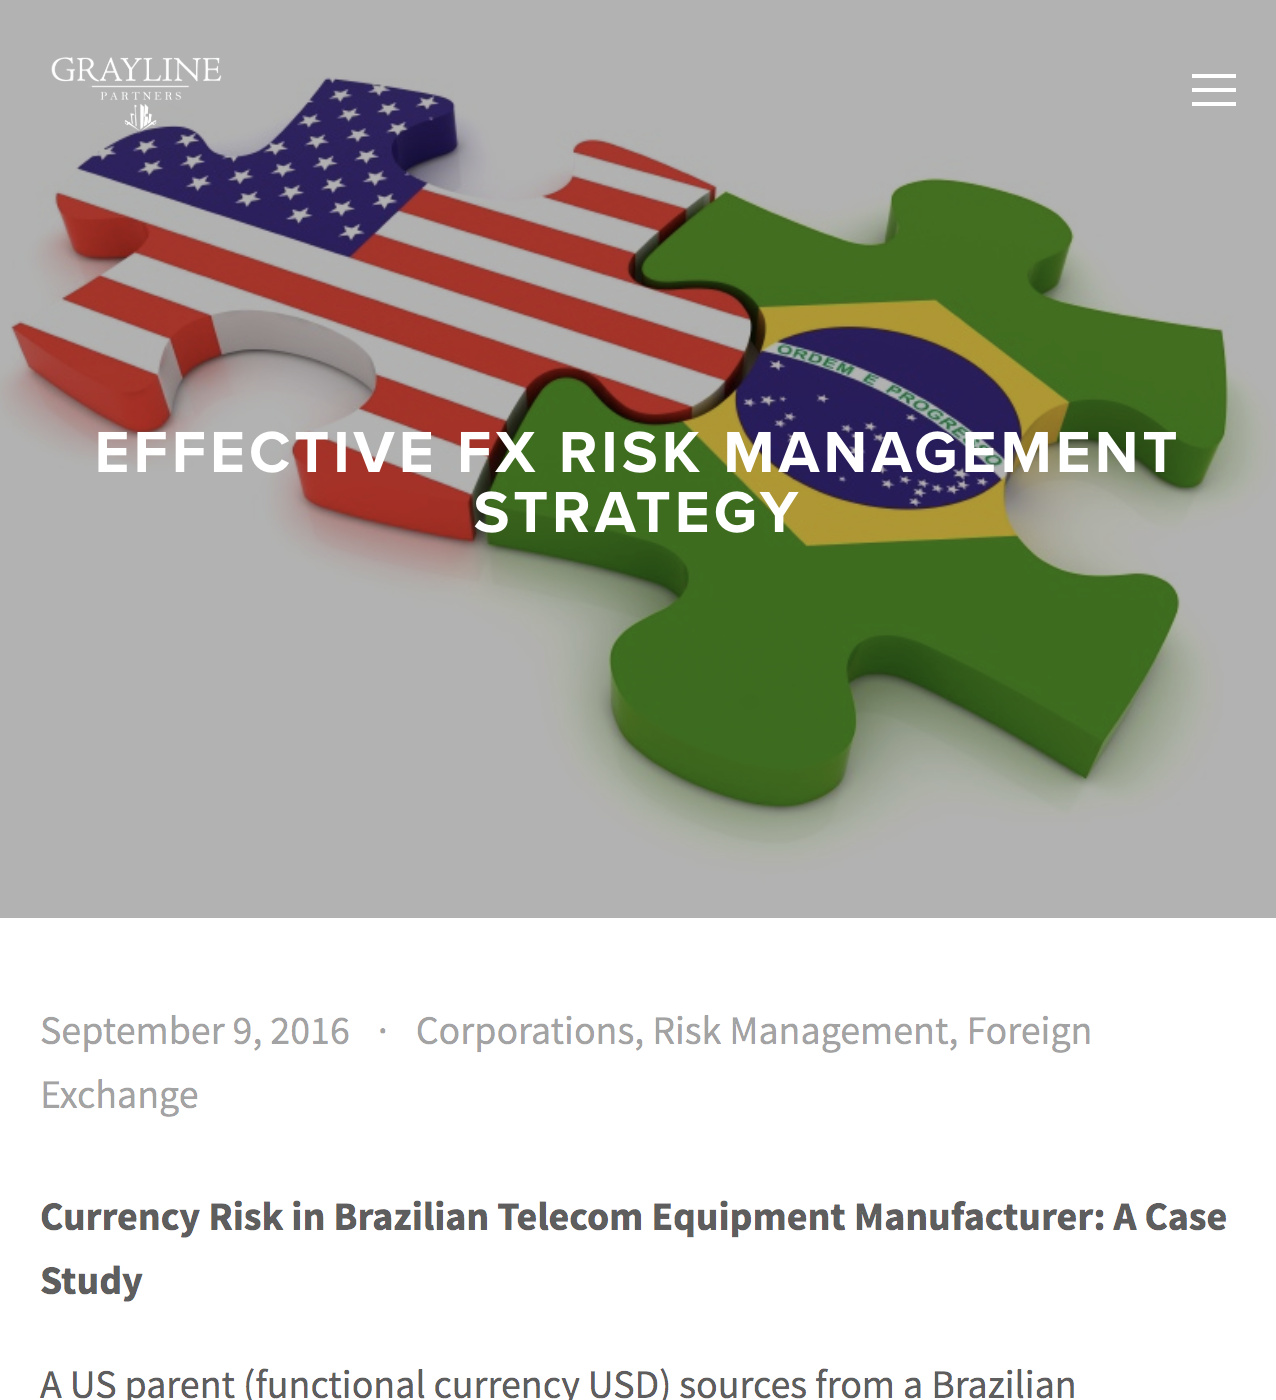 GRAYLINE
PARTNERS
ORDEM E PROGRESSO
EFFECTIVE FX RISK MANAGEMENT
STRATEGY
September 9, 2016 · Corporations, Risk Management, Foreign
Exchange
Currency Risk in Brazilian Telecom Equipment Manufacturer: A Case
Study
A US parent (functional currency USD) sources from a Brazilian